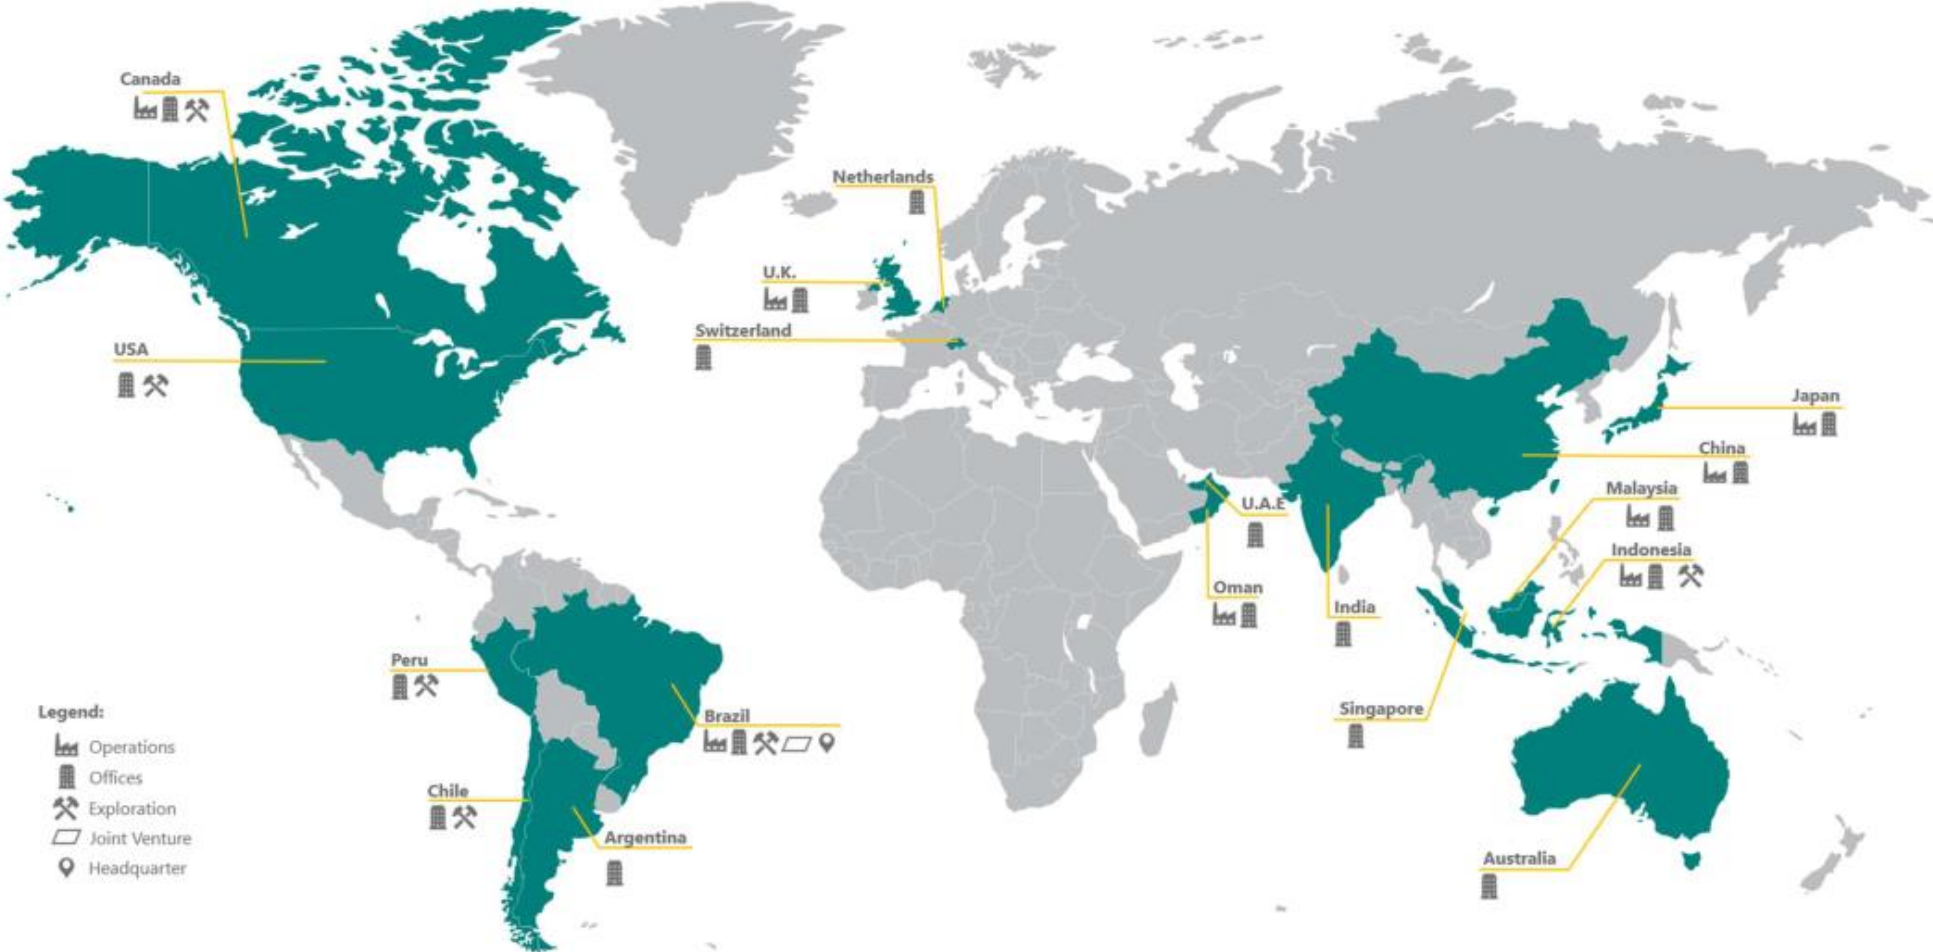 Canada
Netherlands
U.K.
Switzerland
USA
Japan
China
Malaysia
U.A.E
Indonesia
Oman
India
Peru
Singapore
Brazil
Legend:
Operations
Offices
Chile
Exploration
Argentina
Joint Venture
Australia
Headquarter